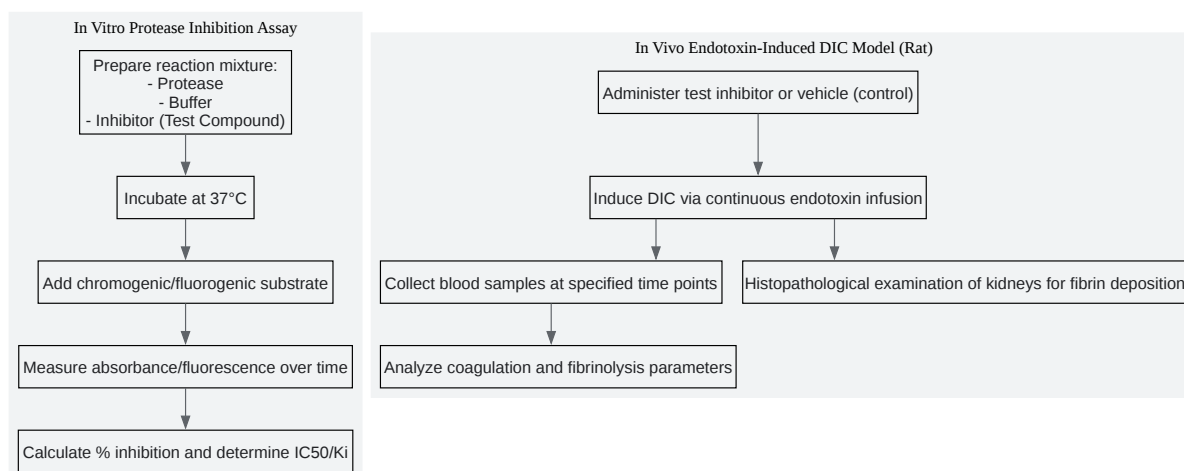 In Vitro Protease Inhibition Assay
Prepare reaction mixture:
- Protease
- Buffer
- Inhibitor (Test Compound)
Incubate at 37°C
Add chromogenic/fluorogenic substrate
Measure absorbance/fluorescence over time
Calculate % inhibition and determine IC50/Ki
In Vivo Endotoxin-Induced DIC Model (Rat)
Administer test inhibitor or vehicle (control)
Induce DIC via continuous endotoxin infusion
Collect blood samples at specified time points
Histopathological examination of kidneys for fibrin deposition
Analyze coagulation and fibrinolysis parameters